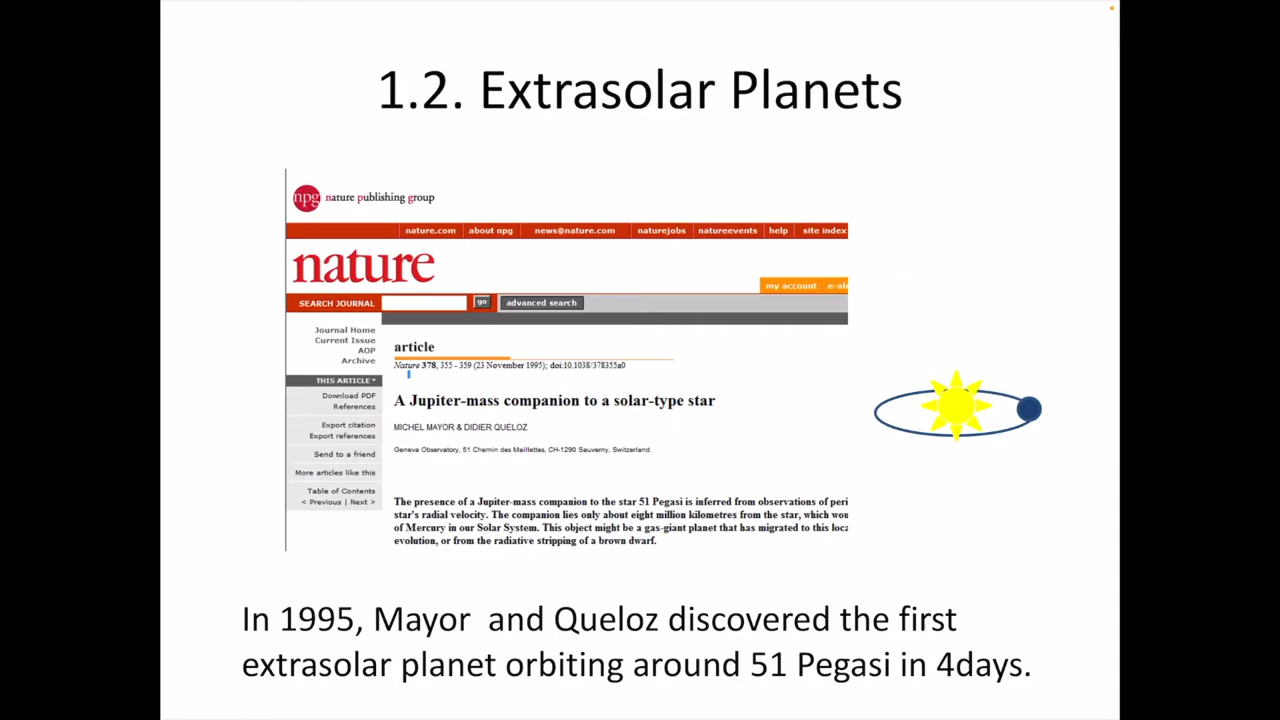 1.2. Extrasolar Planets
npg nature publishing group
nature.com about npg news@nature.com naturejobs natureevents help site index
nature
my account e-al
SEARCH JOURNAL go advanced search
Journal Home
Current Issue
AOP
Archive
THIS ARTICLE
Download PDF
References
Export citation
Export references
Send to a friend
More articles like this
Table of Contents
< Previous | Next >
article
Nature 378, 355 - 359 (23 November 1995); doi:10.1038/378355a0
A Jupiter-mass companion to a solar-type star
MICHEL MAYOR & DIDIER QUELOZ
Geneva Observatory, 51 Chemin des Maillettes, CH-1290 Sauverny, Switzerland
The presence of a Jupiter-mass companion to the star 51 Pegasi is inferred from observations of peri
star's radial velocity. The companion lies only about eight million kilometres from the star, which wou
of Mercury in our Solar System. This object might be a gas-giant planet that has migrated to this loca
evolution, or from the radiative stripping of a brown dwarf.
In 1995, Mayor and Queloz discovered the first
extrasolar planet orbiting around 51 Pegasi in 4days.